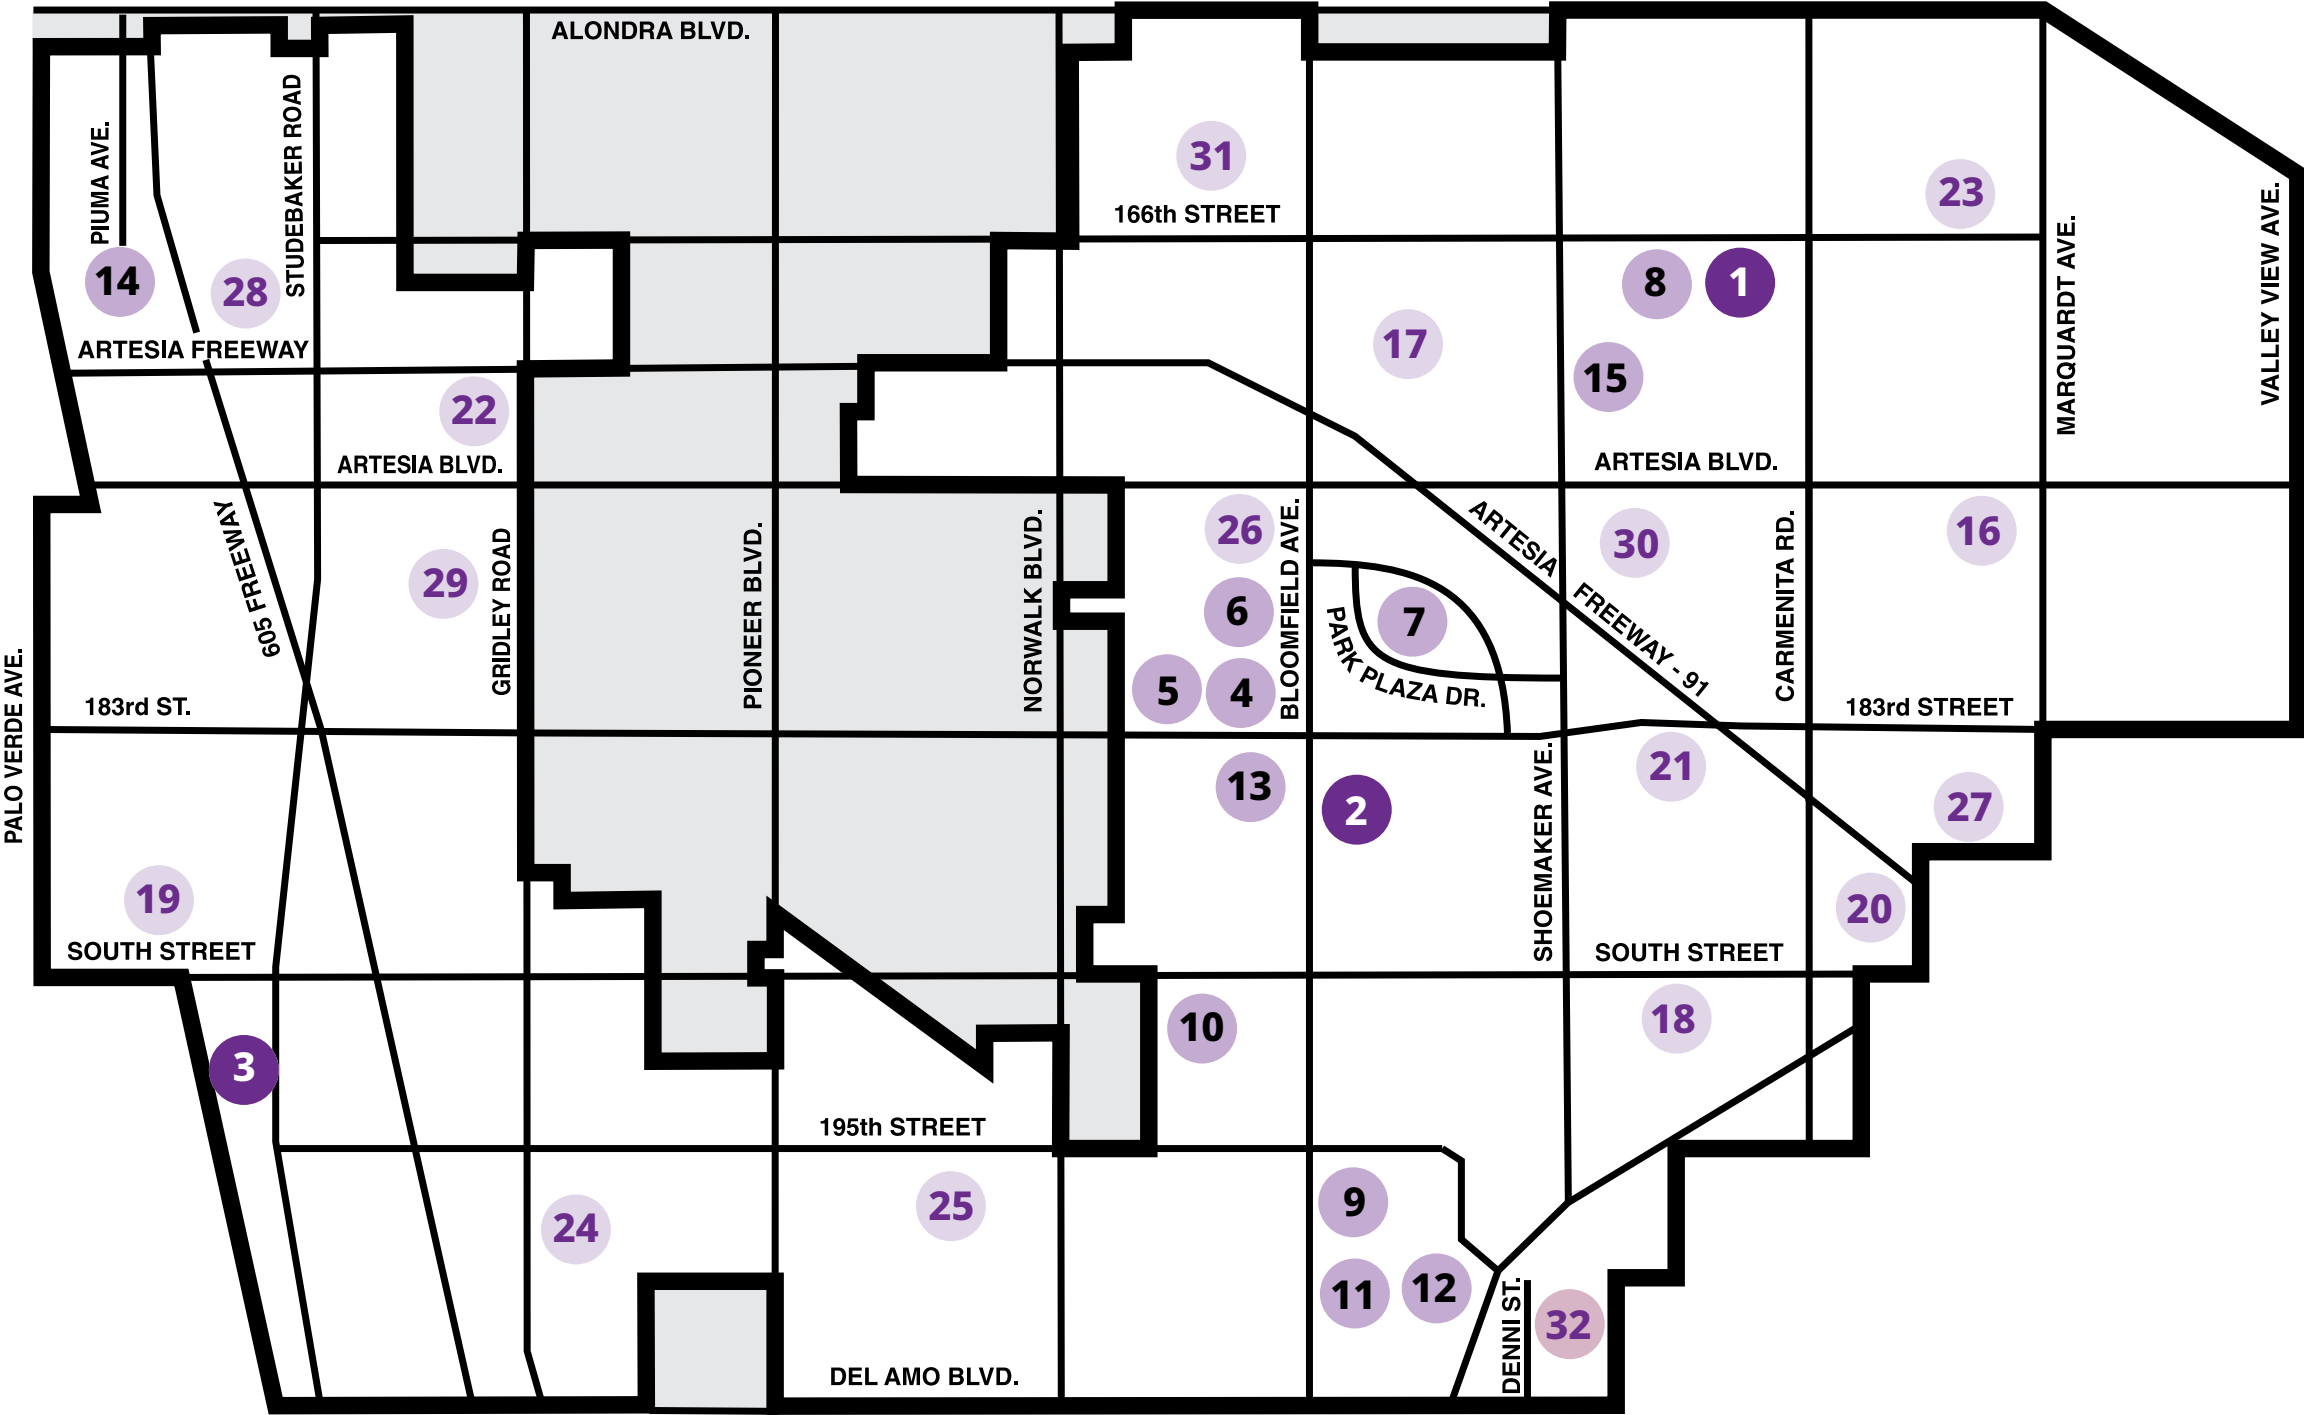 ALONDRA BLVD.
PIUMA AVE.
STUDEBAKER ROAD
31
166th STREET
23
VALLEY VIEW AVE.
MARQUARDT AVE.
14
28
8
1
17
15
ARTESIA FREEWAY
22
ARTESIA BLVD.
ARTESIA BLVD.
605 FREEWAY
29
GRIDLEY ROAD
PIONEER BLVD.
NORWALK BLVD.
26
BLOOMFIELD AVE.
ARTESIA
FREEWAY - 91
30
CARMENITA RD.
16
6
7
PARK PLAZA DR.
5
4
PALO VERDE AVE.
183rd ST.
183rd STREET
13
2
SHOEMAKER AVE.
21
27
19
20
SOUTH STREET
SOUTH STREET
3
10
18
195th STREET
24
25
9
11
12
DENNI ST.
32
DEL AMO BLVD.